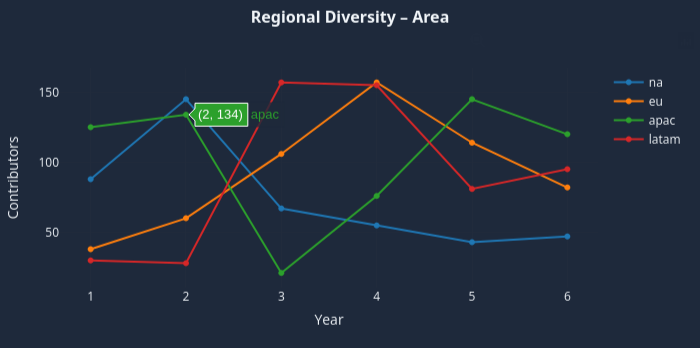 Regional Diversity – Area
Contributors
150
100
50
(2, 134) apac
na
eu
apac
latam
1 2 3 4 5 6
Year